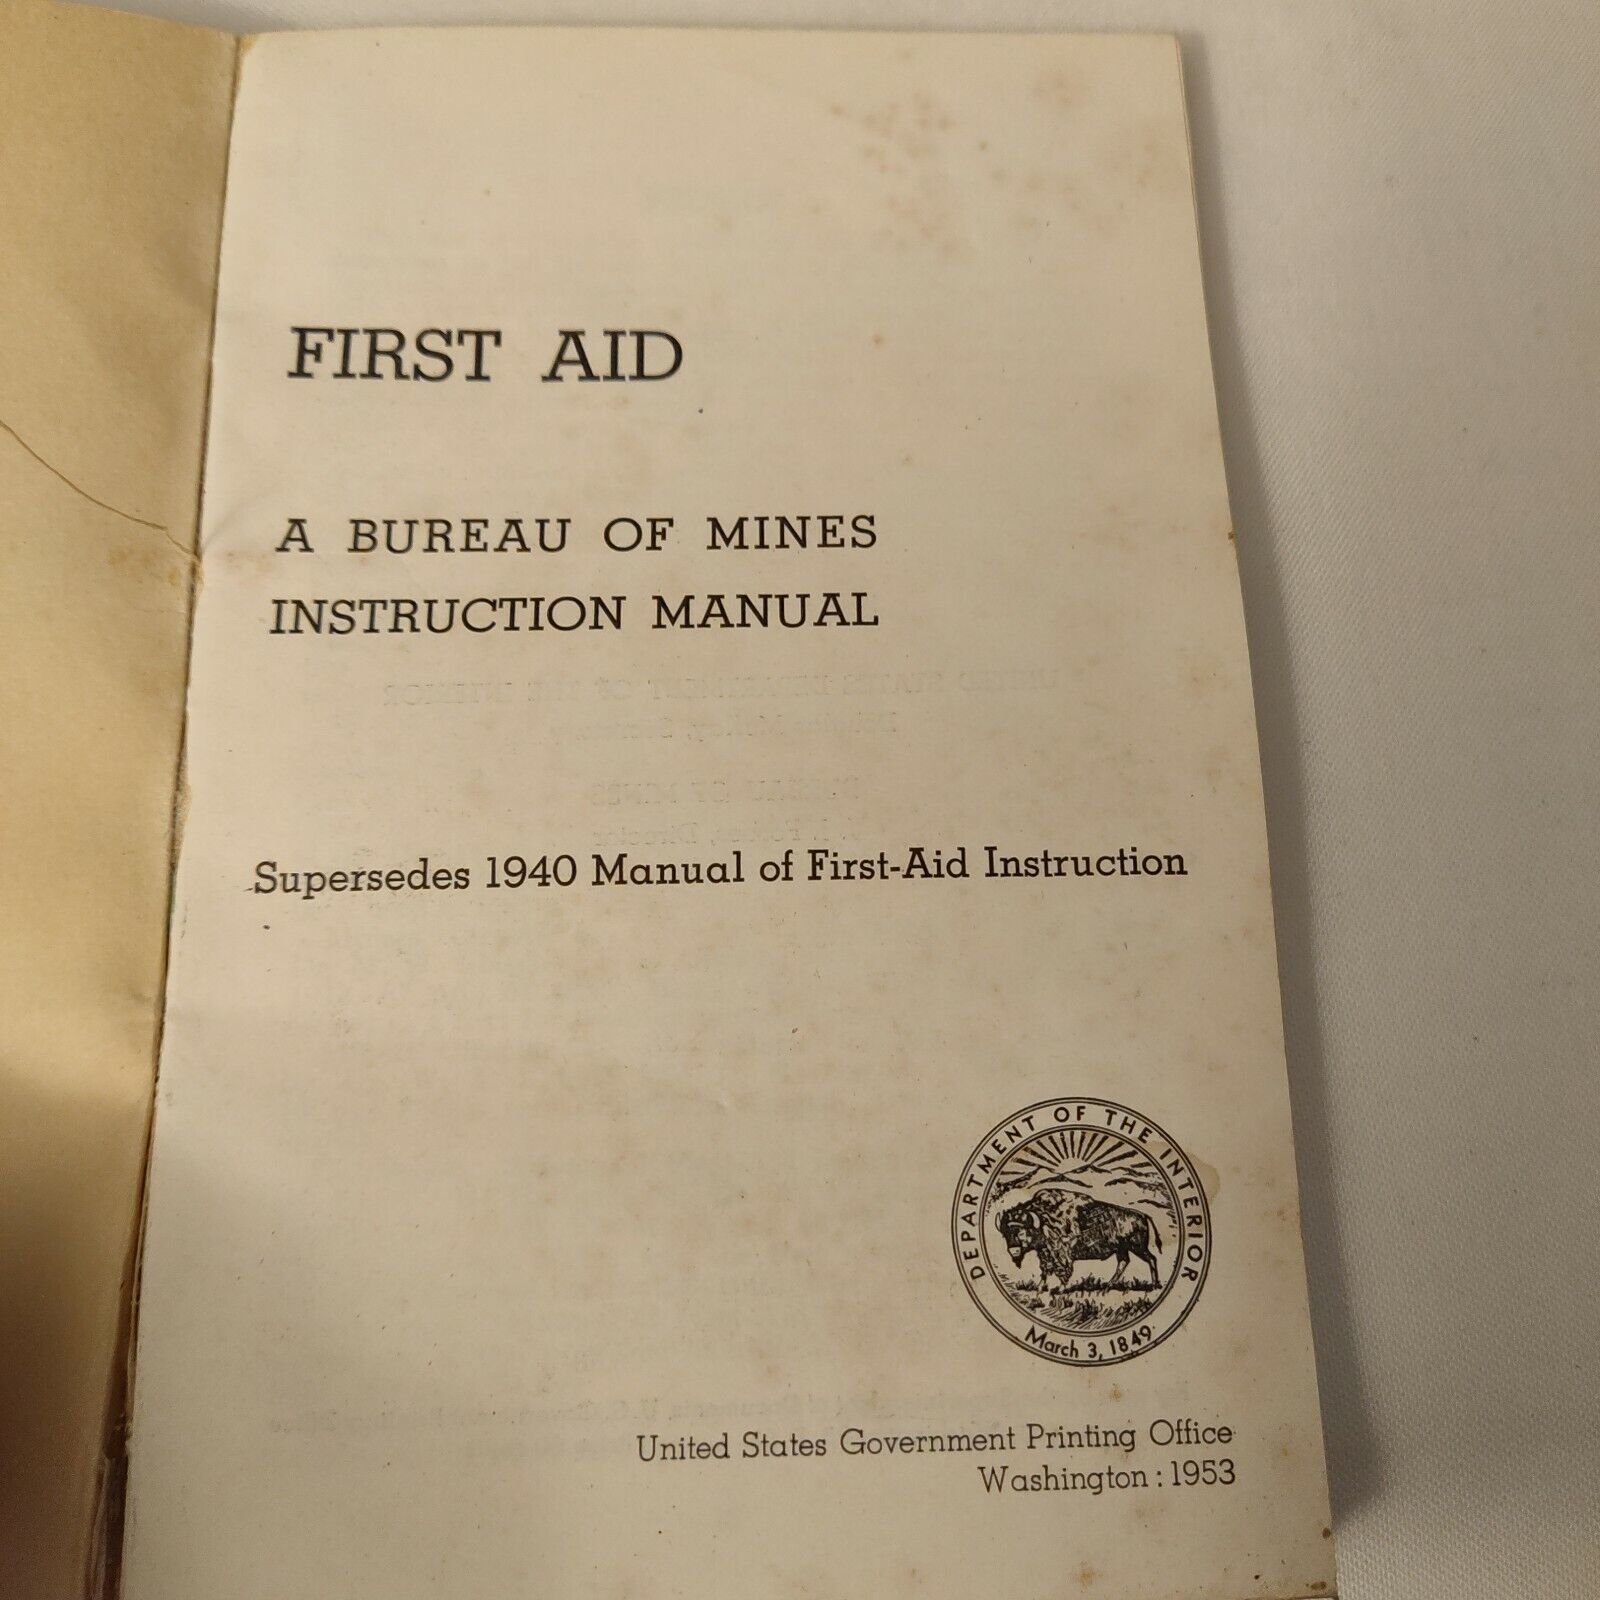 FIRST AID
A BUREAU OF MINES
INSTRUCTION MANUAL
Supersedes 1940 Manual of First-Aid Instruction
DEPARTMENT OF THE INTERIOR
March 3, 1849
United States Government Printing Office
Washington : 1953